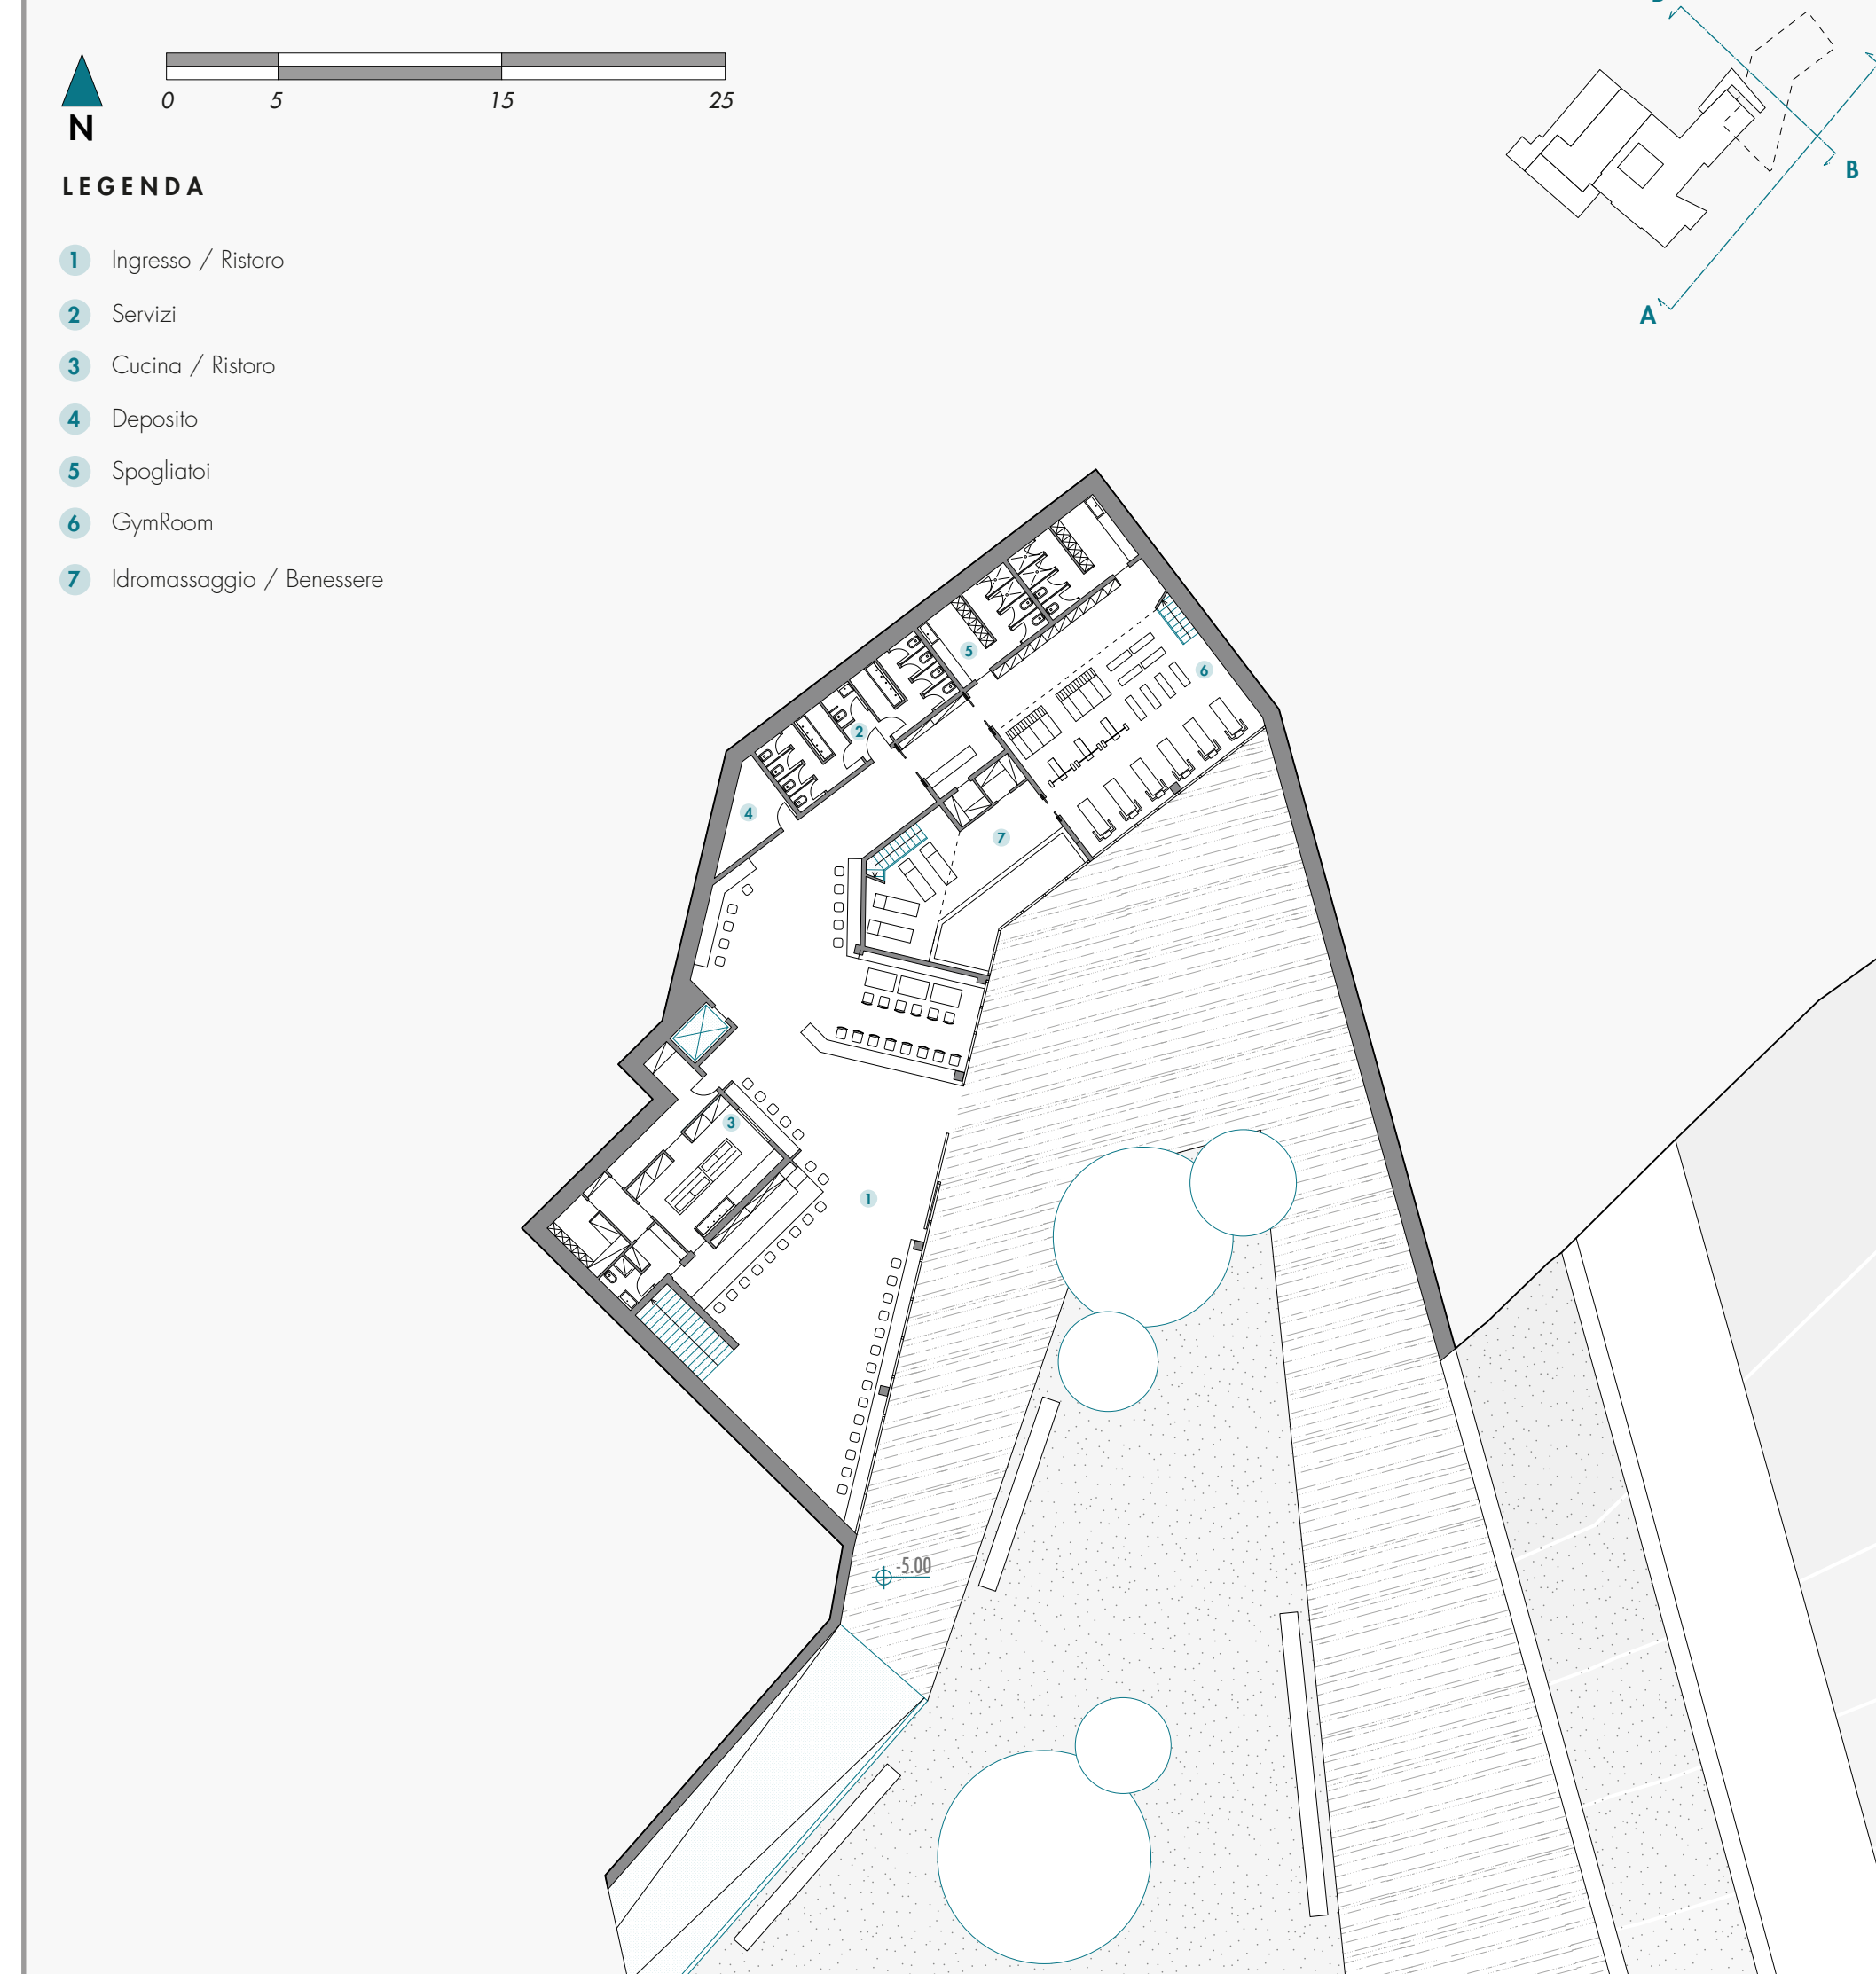 0 5 15 25
N
LEGENDA
1 Ingresso / Ristoro
2 Servizi
3 Cucina / Ristoro
4 Deposito
5 Spogliatoi
6 GymRoom
7 Idromassaggio / Benessere
B
A
5
6
2
4
7
3
1
-5.00